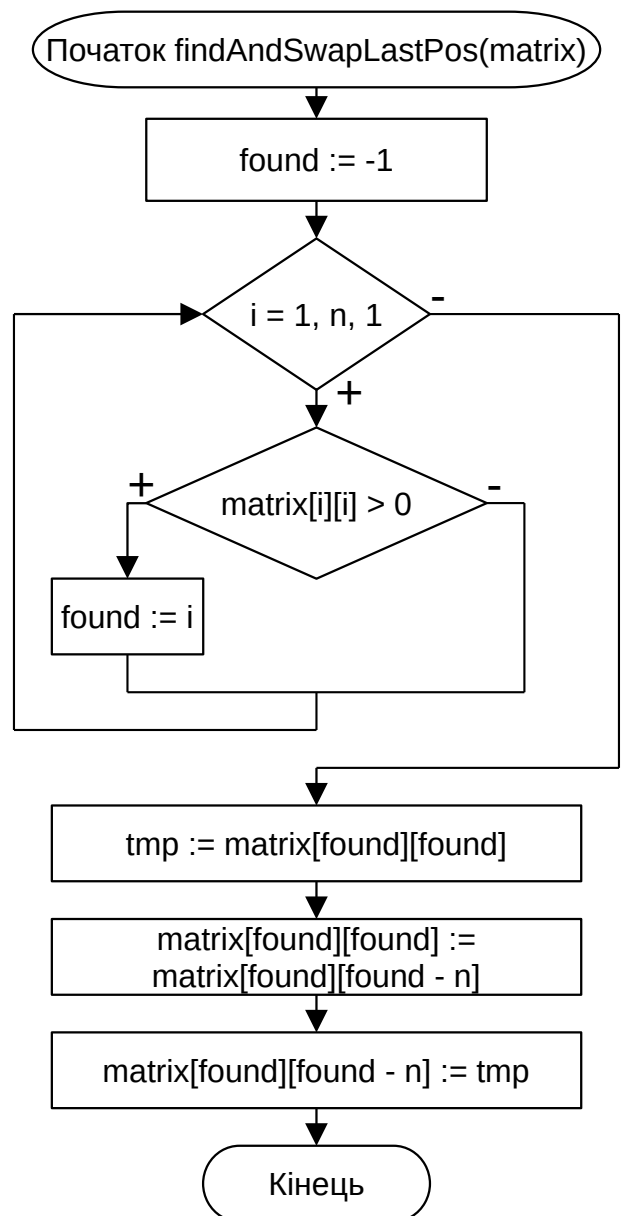 Початок findAndSwapLastPos(matrix)
found := -1
i = 1, n, 1
-
+
matrix[i][i] > 0
+
-
found := i
tmp := matrix[found][found]
matrix[found][found] :=
matrix[found][found - n]
matrix[found][found - n] := tmp
Кінець